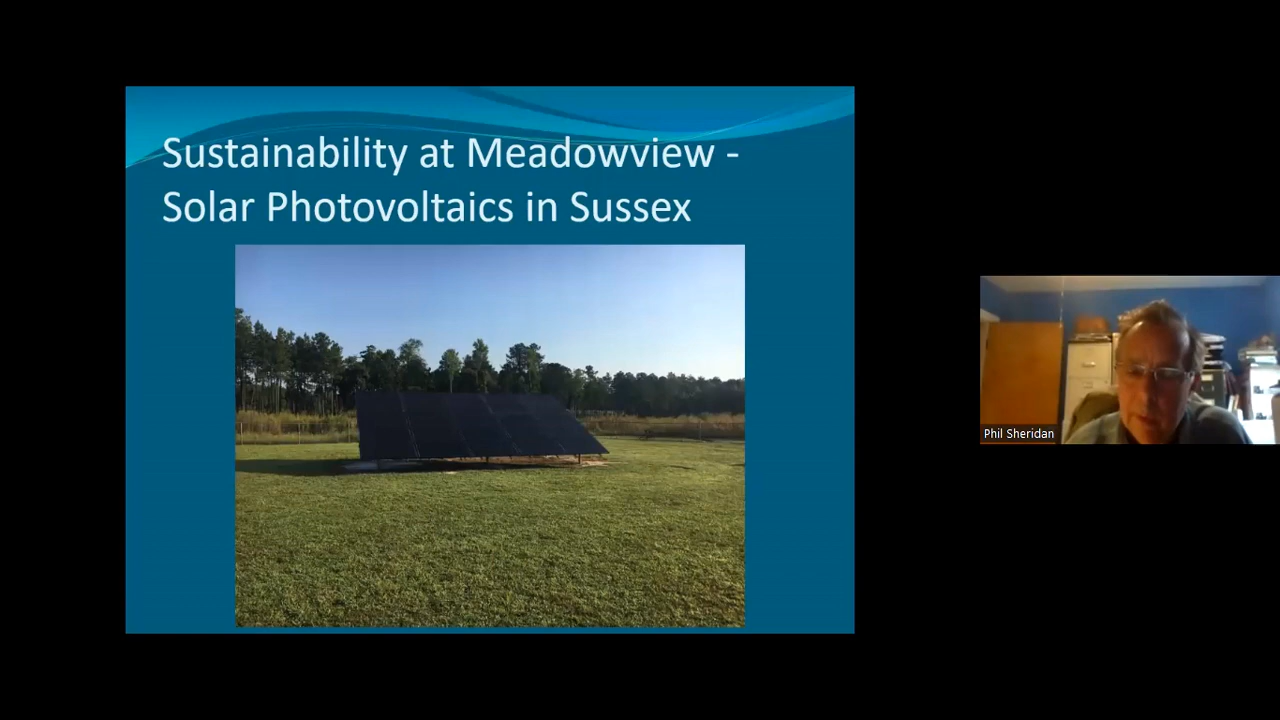 Sustainability at Meadowview -
Solar Photovoltaics in Sussex
Phil Sheridan